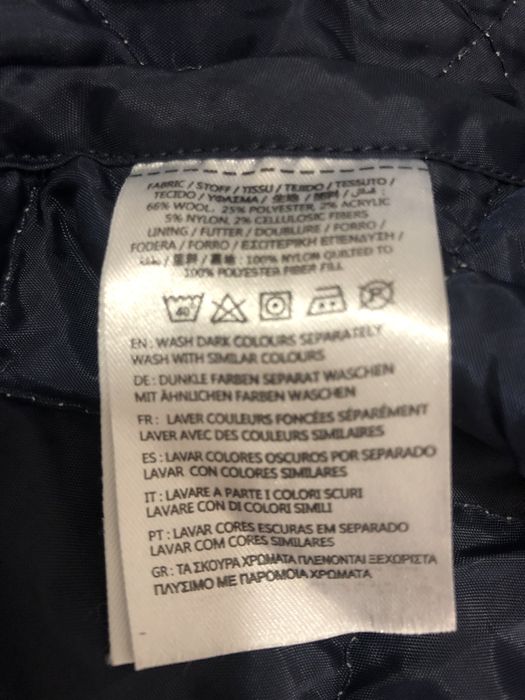 FABRIC / STOFF / TISSU / TEJIDO / TESSUTO /
TECIDO / ΥΦΑΣΜΑ / 生地 /
66% WOOL, 25% POLYESTER, 2% ACRYLIC
5% NYLON, 2% CELLULOSIC FIBERS
LINING / FUTTER / DOUBLURE / FORRO /
FODERA / FORRO / ΕΣΩΤΕΡΙΚΗ ΕΠΕΝΔΥΣΗ /
: 100% NYLON QUILTED TO
100% POLYESTER FIBER FILL
40 P
EN : WASH DARK COLOURS SEPARATELY
WASH WITH SIMILAR COLOURS
DE : DUNKLE FARBEN SEPARAT WASCHEN
MIT ÄHNLICHEN FARBEN WASCHEN
FR : LAVER COULEURS FONCÉES SÉPARÉMENT
LAVER AVEC DES COULEURS SIMILAIRES
ES : LAVAR COLORES OSCUROS POR SEPARADO
LAVAR CON COLORES SIMILARES
IT : LAVARE A PARTE I COLORI SCURI
LAVARE CON DI COLORI SIMILI
PT : LAVAR CORES ESCURAS EM SEPARADO
LAVAR COM CORES SIMILARES
GR : ΤΑ ΣΚΟΥΡΑ ΧΡΩΜΑΤΑ ΠΛΕΝΟΝΤΑΙ ΞΕΧΩΡΙΣΤΑ
ΠΛΥΣΙΜΟ ΜΕ ΠΑΡΟΜΟΙΑ ΧΡΩΜΑΤΑ